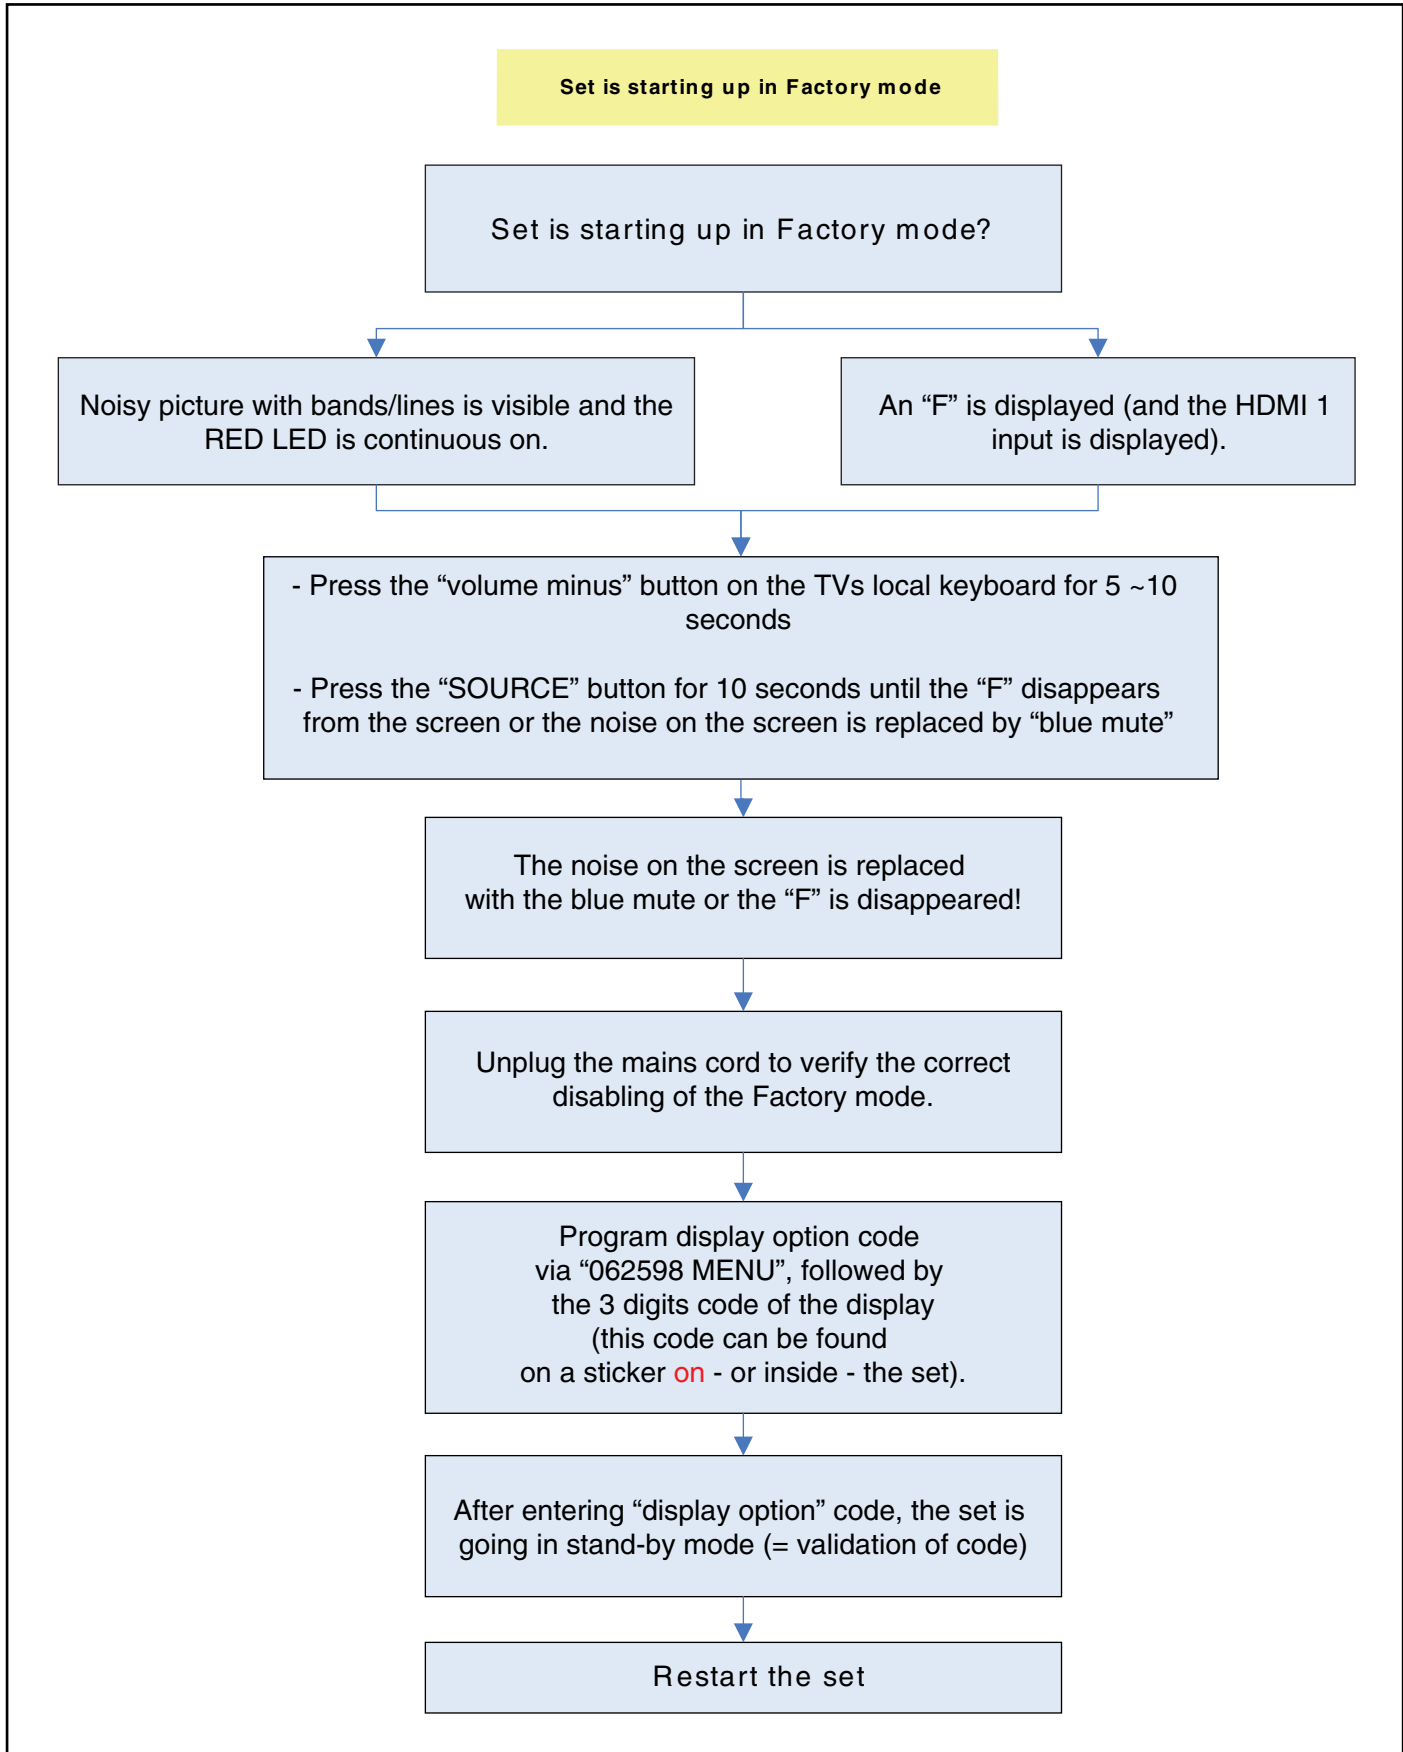 Set is starting up in Factory mode
Set is starting up in Factory mode?
Noisy picture with bands/lines is visible and the
RED LED is continuous on.
An “F” is displayed (and the HDMI 1
input is displayed).
- Press the “volume minus” button on the TVs local keyboard for 5 ~10
seconds
- Press the “SOURCE” button for 10 seconds until the “F” disappears
from the screen or the noise on the screen is replaced by “blue mute”
The noise on the screen is replaced
with the blue mute or the “F” is disappeared!
Unplug the mains cord to verify the correct
disabling of the Factory mode.
Program display option code
via “062598 MENU”, followed by
the 3 digits code of the display
(this code can be found
on a sticker on - or inside - the set).
After entering “display option” code, the set is
going in stand-by mode (= validation of code)
Restart the set